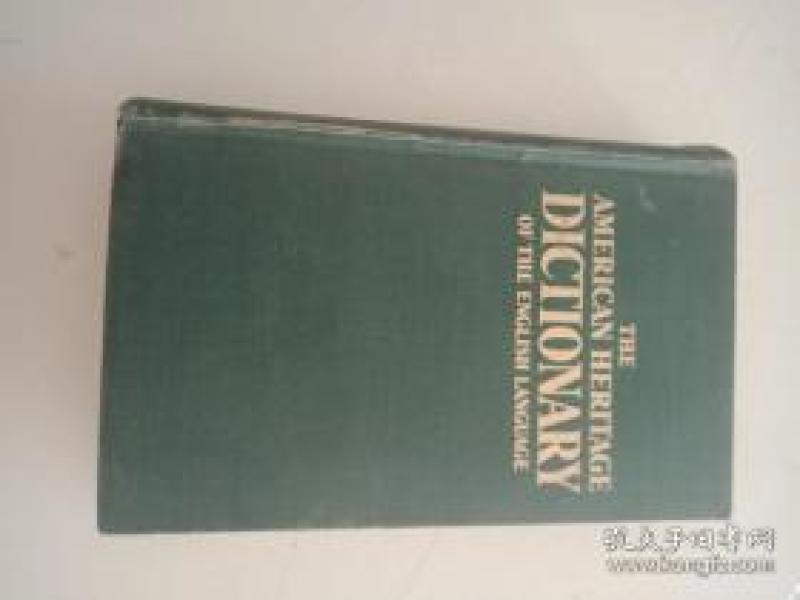 THE
AMERICAN HERITAGE
DICTIONARY
OF THE ENGLISH LANGUAGE
孔夫子旧书网
www.kongfz.com